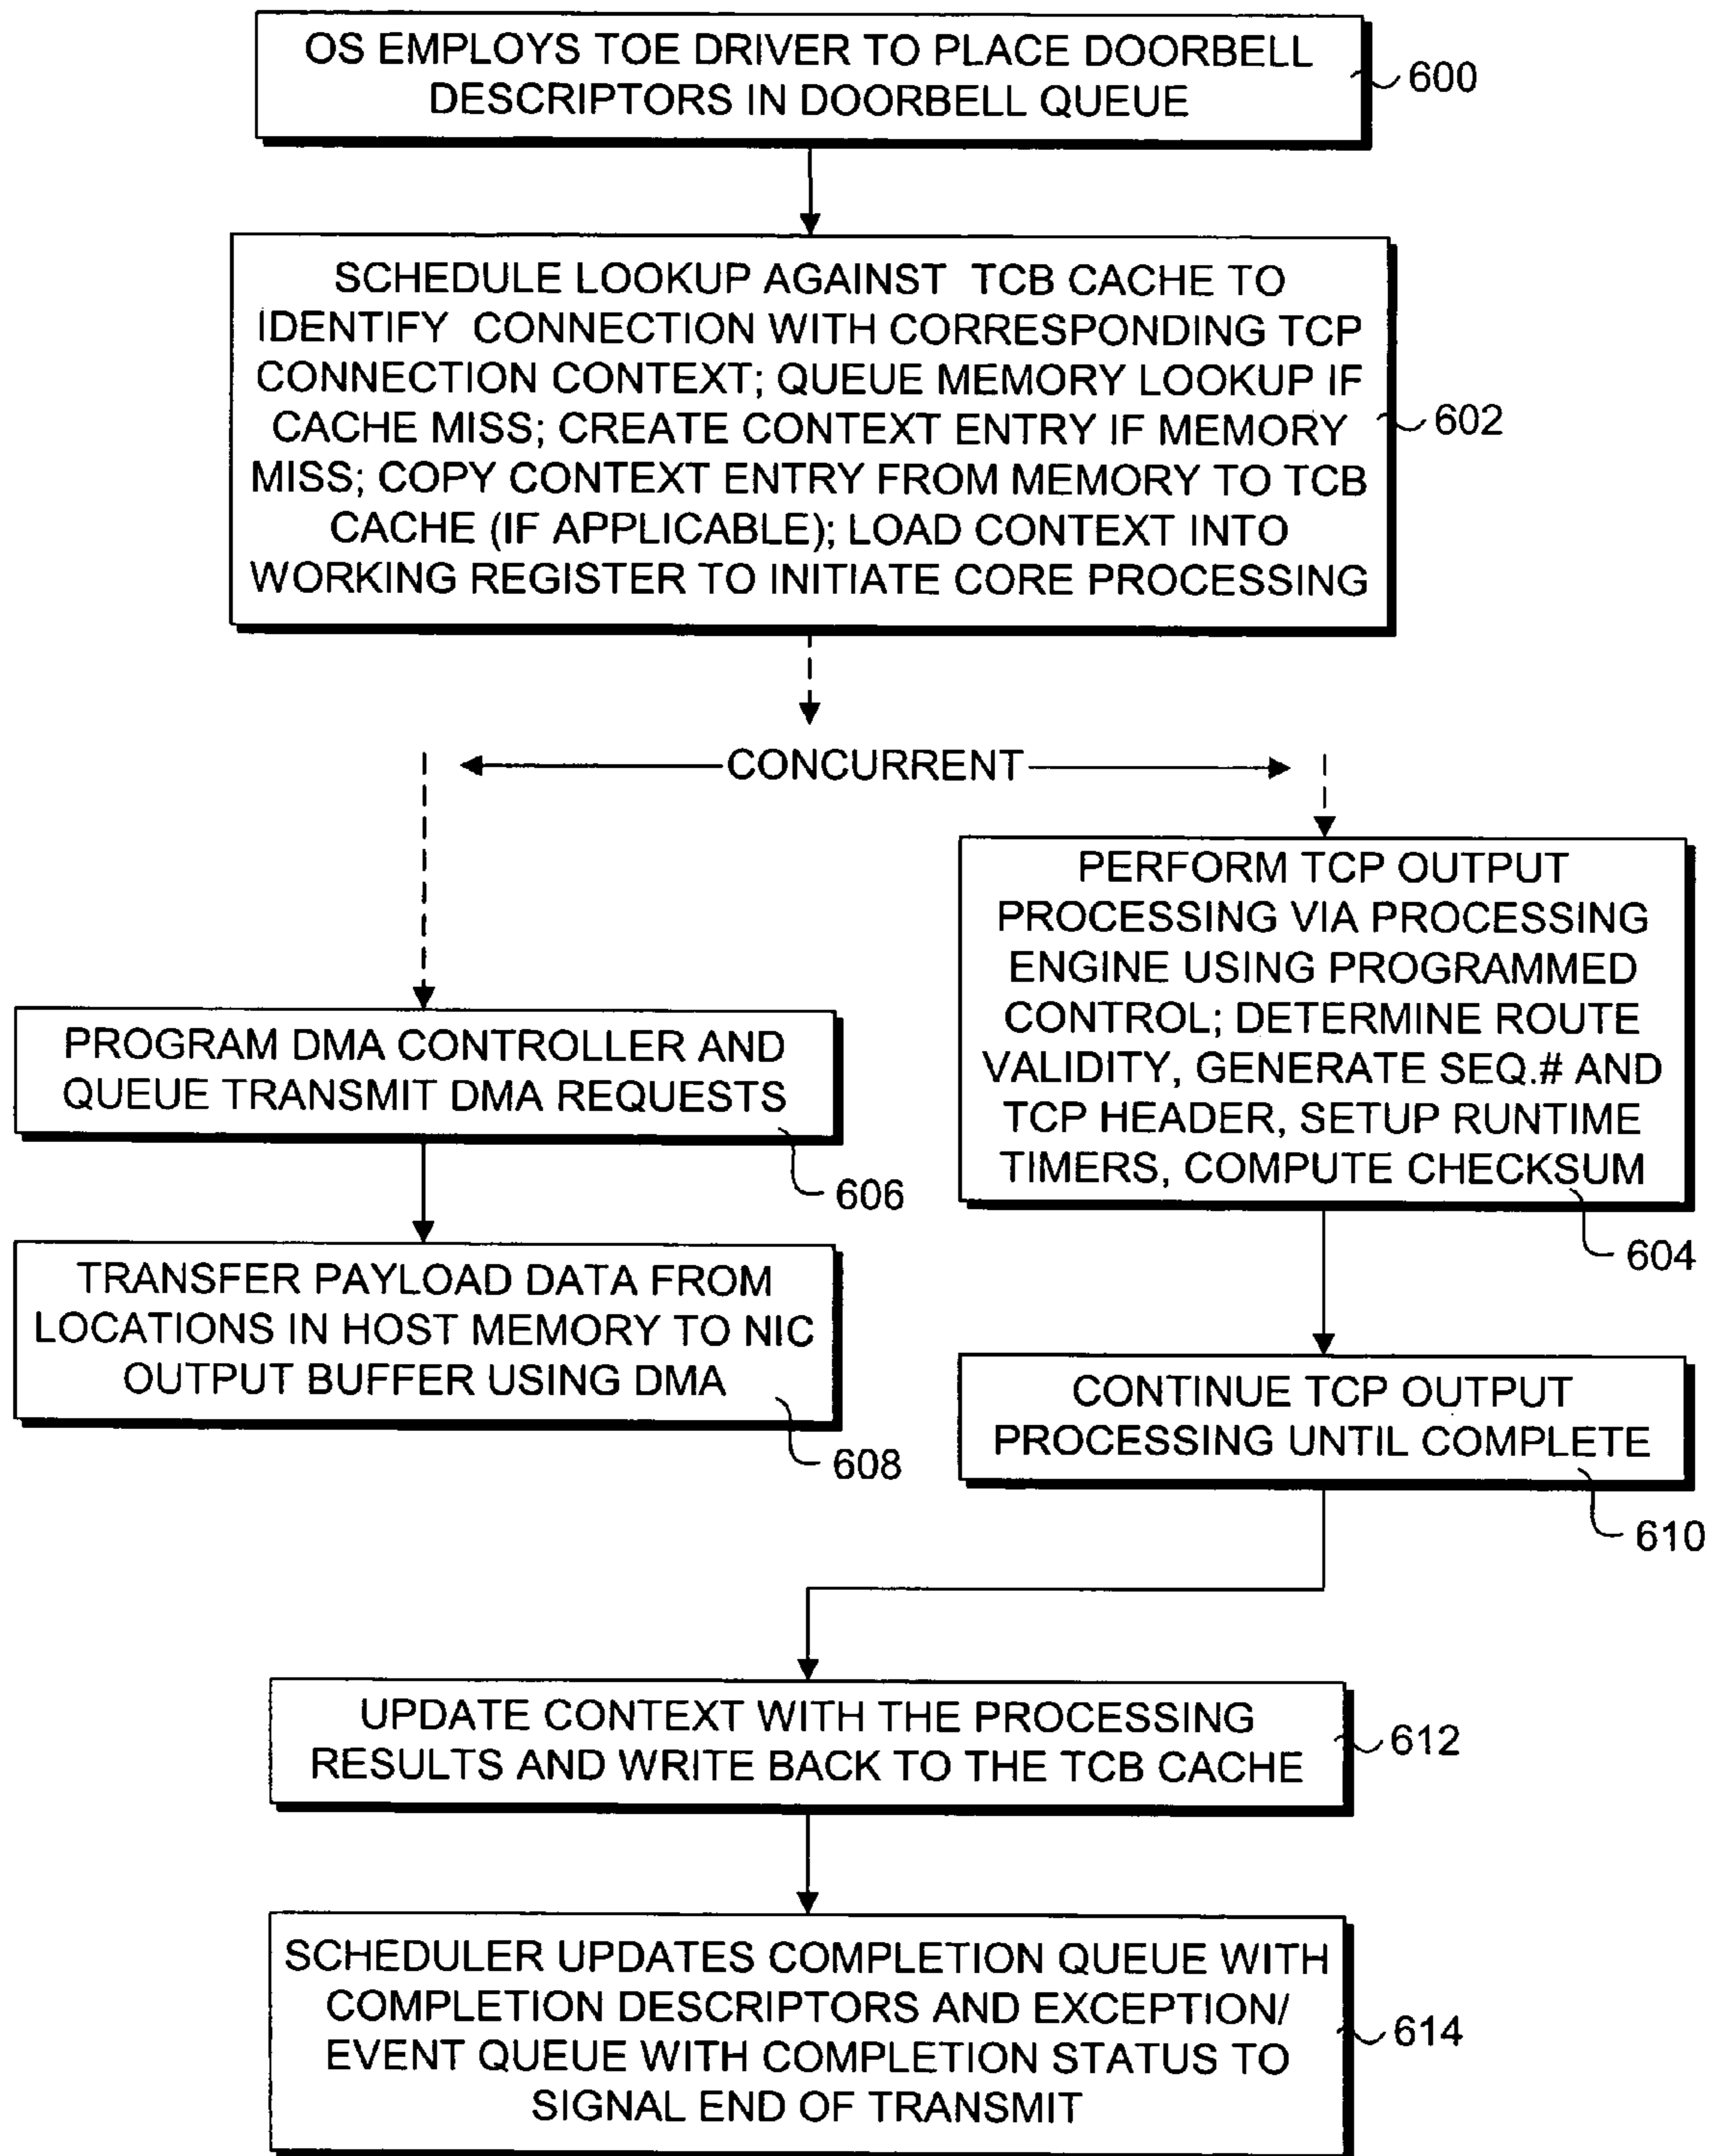 OS EMPLOYS TOE DRIVER TO PLACE DOORBELL
DESCRIPTORS IN DOORBELL QUEUE
600
SCHEDULE LOOKUP AGAINST TCB CACHE TO
IDENTIFY CONNECTION WITH CORRESPONDING TCP
CONNECTION CONTEXT; QUEUE MEMORY LOOKUP IF
CACHE MISS; CREATE CONTEXT ENTRY IF MEMORY
MISS; COPY CONTEXT ENTRY FROM MEMORY TO TCB
CACHE (IF APPLICABLE); LOAD CONTEXT INTO
WORKING REGISTER TO INITIATE CORE PROCESSING
602
CONCURRENT
PERFORM TCP OUTPUT
PROCESSING VIA PROCESSING
ENGINE USING PROGRAMMED
CONTROL; DETERMINE ROUTE
VALIDITY, GENERATE SEQ.# AND
TCP HEADER, SETUP RUNTIME
TIMERS, COMPUTE CHECKSUM
604
PROGRAM DMA CONTROLLER AND
QUEUE TRANSMIT DMA REQUESTS
606
TRANSFER PAYLOAD DATA FROM
LOCATIONS IN HOST MEMORY TO NIC
OUTPUT BUFFER USING DMA
608
CONTINUE TCP OUTPUT
PROCESSING UNTIL COMPLETE
610
UPDATE CONTEXT WITH THE PROCESSING
RESULTS AND WRITE BACK TO THE TCB CACHE
612
SCHEDULER UPDATES COMPLETION QUEUE WITH
COMPLETION DESCRIPTORS AND EXCEPTION/
EVENT QUEUE WITH COMPLETION STATUS TO
SIGNAL END OF TRANSMIT
614